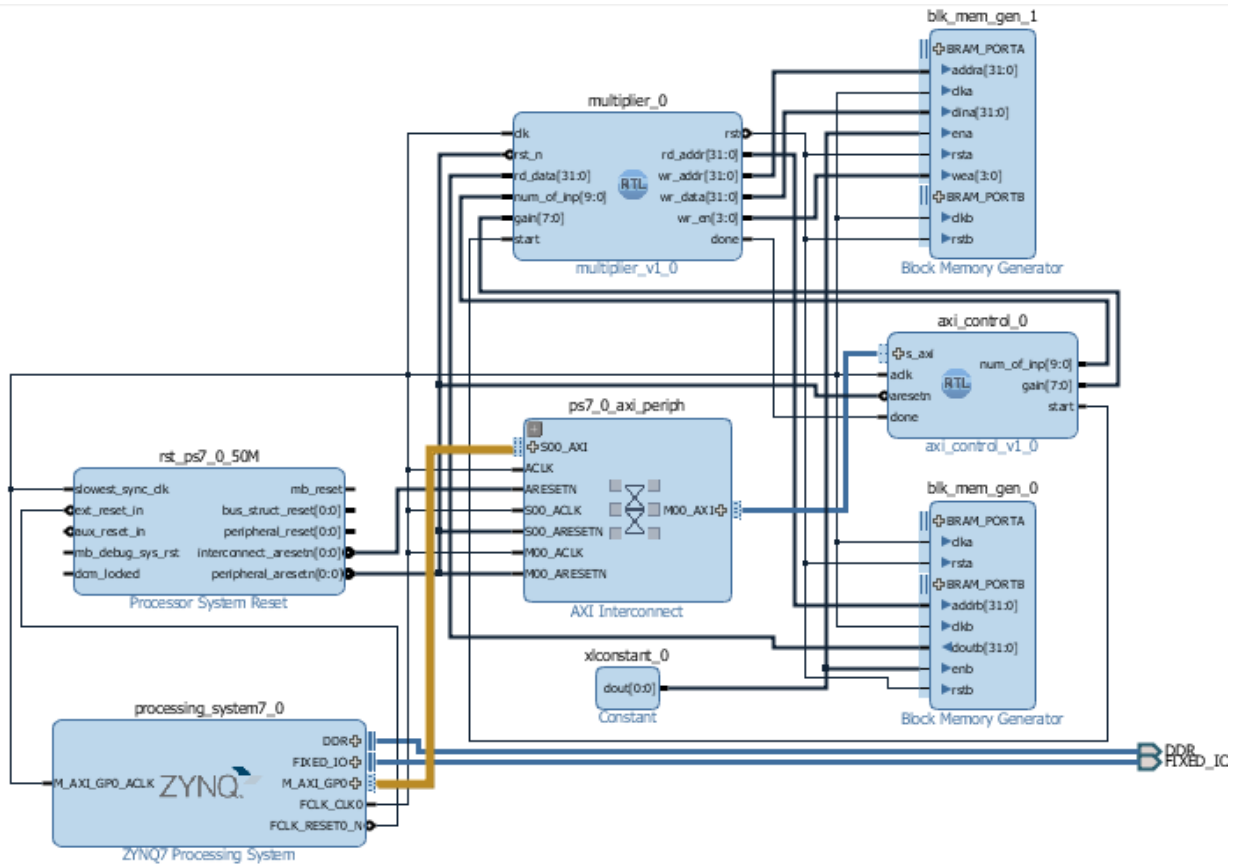 blk_mem_gen_1
BRAM_PORTA
addra[31:0]
clka
dina[31:0]
ena
rsta
wea[3:0]
BRAM_PORTB
clkb
rstb
Block Memory Generator
multiplier_0
clk
rst_n
rd_data[31:0]
num_of_inp[9:0]
gain[7:0]
start
RTL
rst
rd_addr[31:0]
wr_addr[31:0]
wr_data[31:0]
wr_en[3:0]
done
multiplier_v1_0
axi_control_0
s_axi
aclk
aresetn
done
RTL
num_of_inp[9:0]
gain[7:0]
start
axi_control_v1_0
ps7_0_axi_periph
S00_AXI
ACLK
ARESETN
S00_ACLK
S00_ARESETN
M00_ACLK
M00_ARESETN
M00_AXI
AXI Interconnect
rst_ps7_0_50M
slowest_sync_clk
ext_reset_in
aux_reset_in
mb_debug_sys_rst
dcm_locked
mb_reset
bus_struct_reset[0:0]
peripheral_reset[0:0]
interconnect_aresetn[0:0]
peripheral_aresetn[0:0]
Processor System Reset
blk_mem_gen_0
BRAM_PORTA
clka
rsta
BRAM_PORTB
addrb[31:0]
clkb
doutb[31:0]
enb
rstb
Block Memory Generator
xlconstant_0
dout[0:0]
Constant
processing_system7_0
M_AXI_GP0_ACLK
ZYNQ
DDR
FIXED_IO
M_AXI_GP0
FCLK_CLK0
FCLK_RESET0_N
ZYNQ7 Processing System
DDR
FIXED_IO